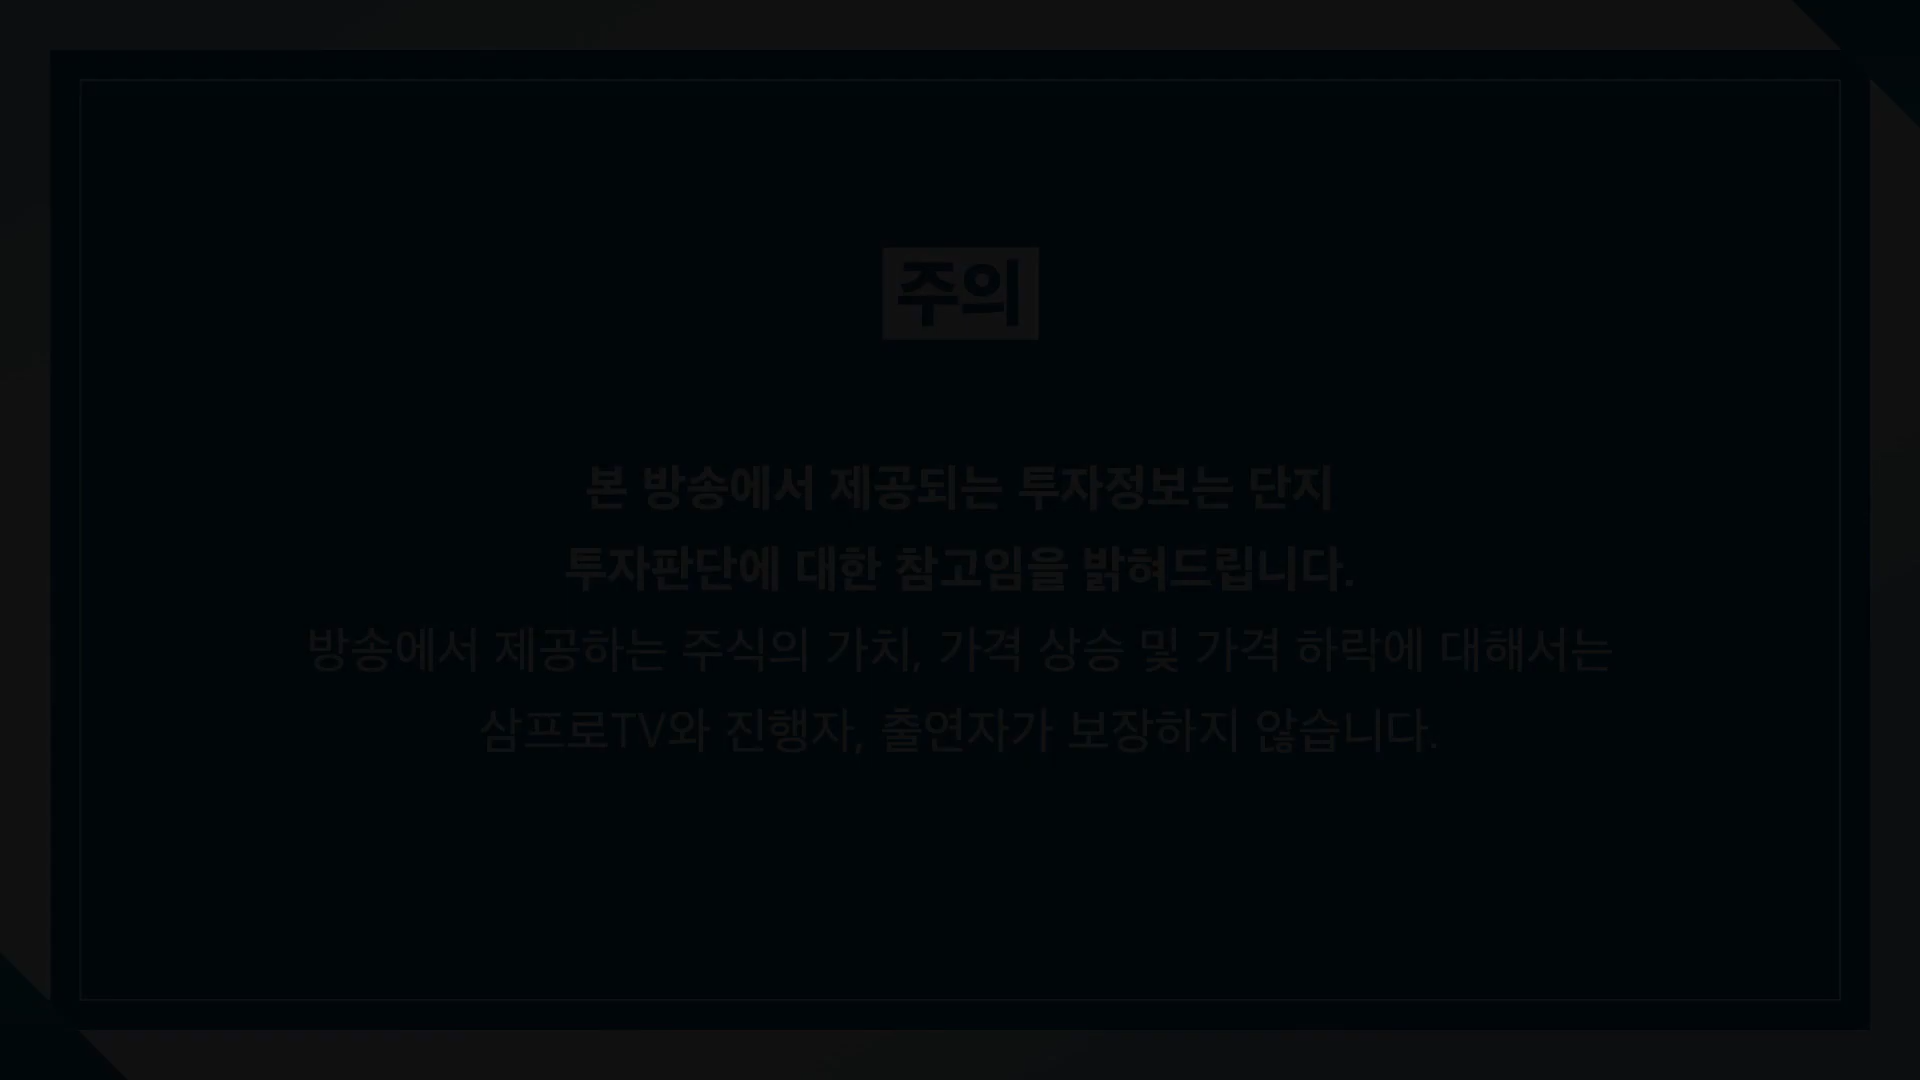 주의
본 방송에서 제공되는 투자정보는 단지
투자판단에 대한 참고임을 밝혀드립니다.
방송에서 제공하는 주식의 가치, 가격 상승 및 가격 하락에 대해서는
삼프로TV와 진행자, 출연자가 보장하지 않습니다.